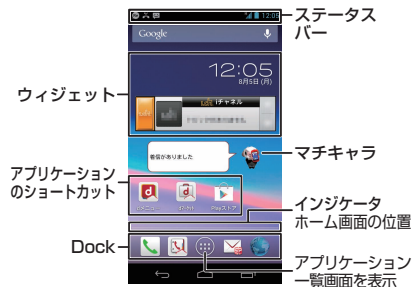 ステータス
バー
12:05
Google
12:05
8月5日 (月)
ウィジェット
iチャネル
着信がありました
マチキャラ
アプリケーション
のショートカット
Playストア
インジケータ
ホーム画面の位置
Dock
アプリケーション
一覧画面を表示